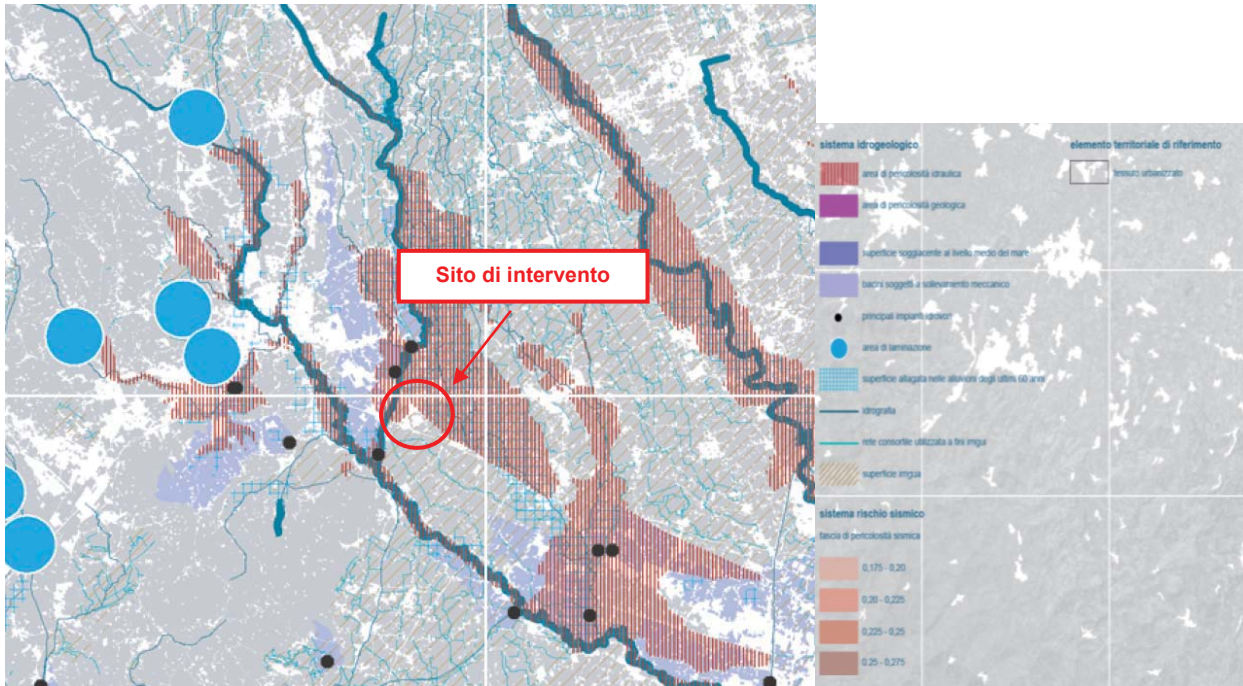 Sito di intervento
sistema idrogeologico
area di pericolosità idraulica
area di pericolosità geologica
superficie soggiacente al livello medio del mare
bacini soggetti a sollevamento meccanico
principali impianti idrovori
area di laminazione
superficie allagata nelle alluvioni degli ultimi 60 anni
idrografia
rete consortile utilizzata a fini irrigui
superficie irrigua
sistema rischio sismico
fascia di pericolosità sismica
0,175 - 0,20
0,20 - 0,225
0,225 - 0,25
0,25 - 0,275
elemento territoriale di riferimento
tessuto urbanizzato